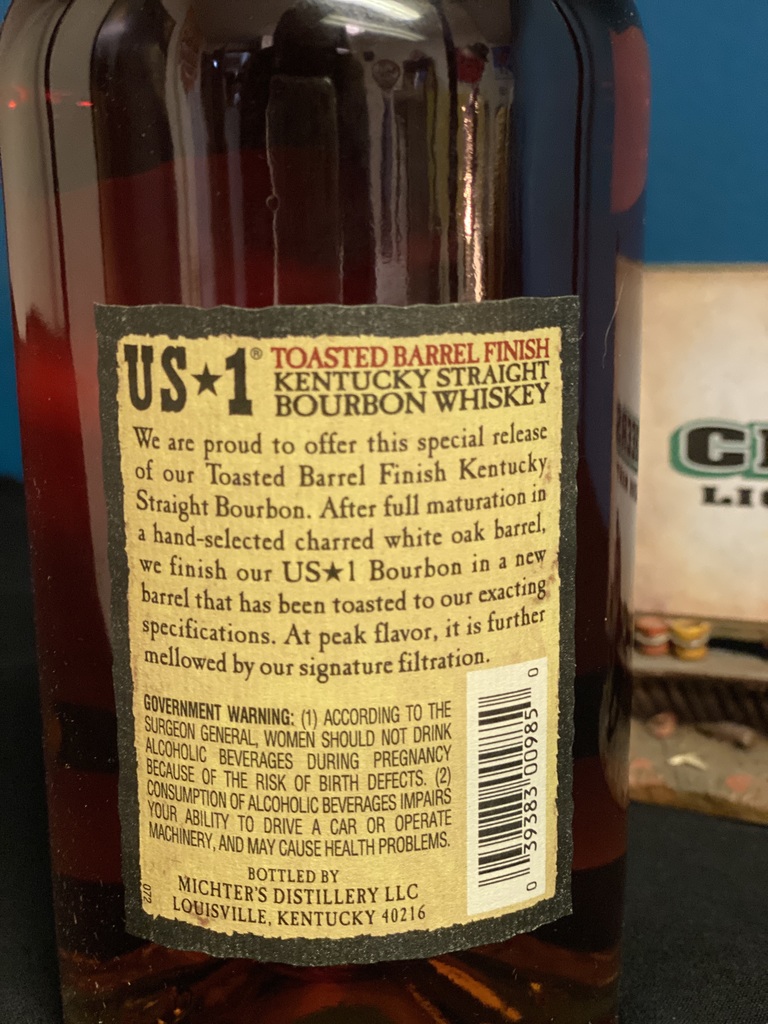 US★1® TOASTED BARREL FINISH
KENTUCKY STRAIGHT
BOURBON WHISKEY
We are proud to offer this special release
of our Toasted Barrel Finish Kentucky
Straight Bourbon. After full maturation in
a hand-selected charred white oak barrel,
we finish our US★1 Bourbon in a new
barrel that has been toasted to our exacting
specifications. At peak flavor, it is further
mellowed by our signature filtration.
GOVERNMENT WARNING: (1) ACCORDING TO THE
SURGEON GENERAL, WOMEN SHOULD NOT DRINK
ALCOHOLIC BEVERAGES DURING PREGNANCY
BECAUSE OF THE RISK OF BIRTH DEFECTS. (2)
CONSUMPTION OF ALCOHOLIC BEVERAGES IMPAIRS
YOUR ABILITY TO DRIVE A CAR OR OPERATE
MACHINERY, AND MAY CAUSE HEALTH PROBLEMS.
0 39383 00985 0
BOTTLED BY
MICHTER'S DISTILLERY LLC
LOUISVILLE, KENTUCKY 40216
072